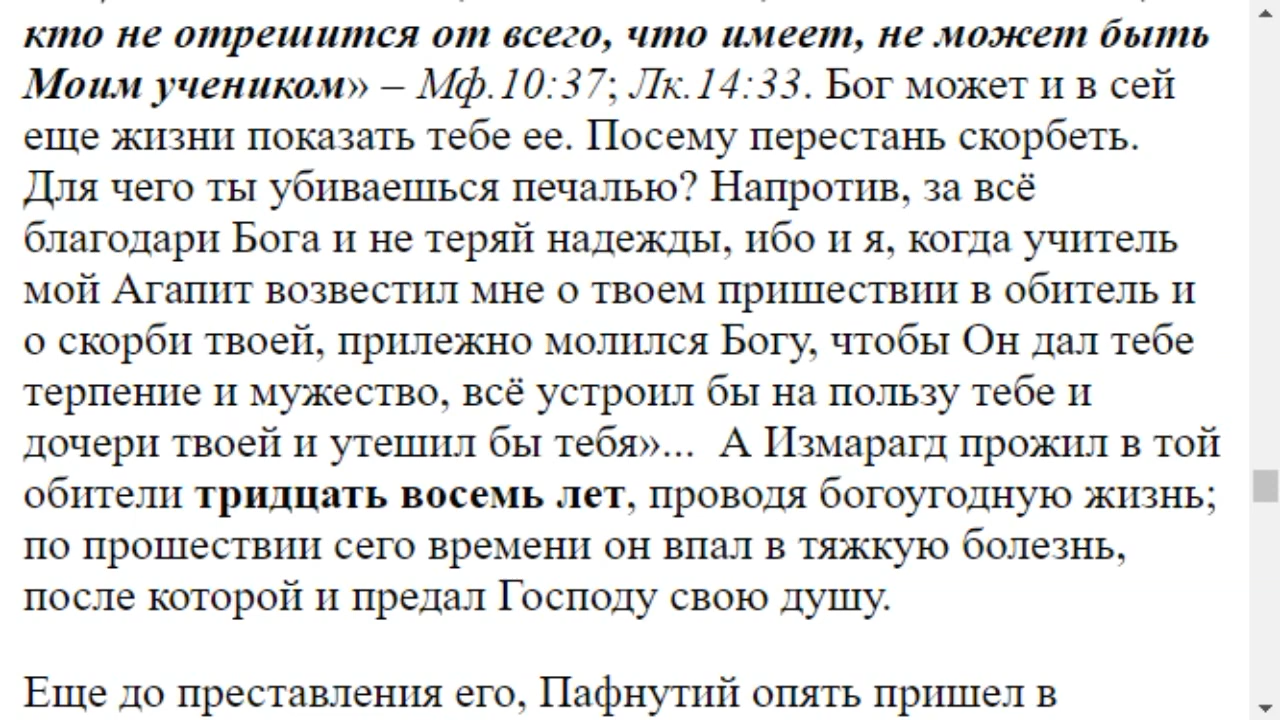 кто не отрешится от всего, что имеет, не может быть
Моим учеником» – Мф.10:37; Лк.14:33. Бог может и в сей
еще жизни показать тебе ее. Посему перестань скорбеть.
Для чего ты убиваешься печалью? Напротив, за всё
благодари Бога и не теряй надежды, ибо и я, когда учитель
мой Агапит возвестил мне о твоем пришествии в обитель и
о скорби твоей, прилежно молился Богу, чтобы Он дал тебе
терпение и мужество, всё устроил бы на пользу тебе и
дочери твоей и утешил бы тебя»... А Измарагд прожил в той
обители тридцать восемь лет, проводя богоугодную жизнь;
по прошествии сего времени он впал в тяжкую болезнь,
после которой и предал Господу свою душу.
Еще до преставления его, Пафнутий опять пришел в